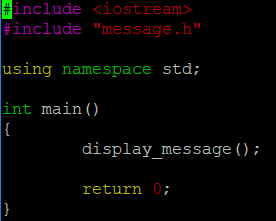 #include <iostream>
#include "message.h"

using namespace std;

int main()
{
        display_message();

        return 0;
}